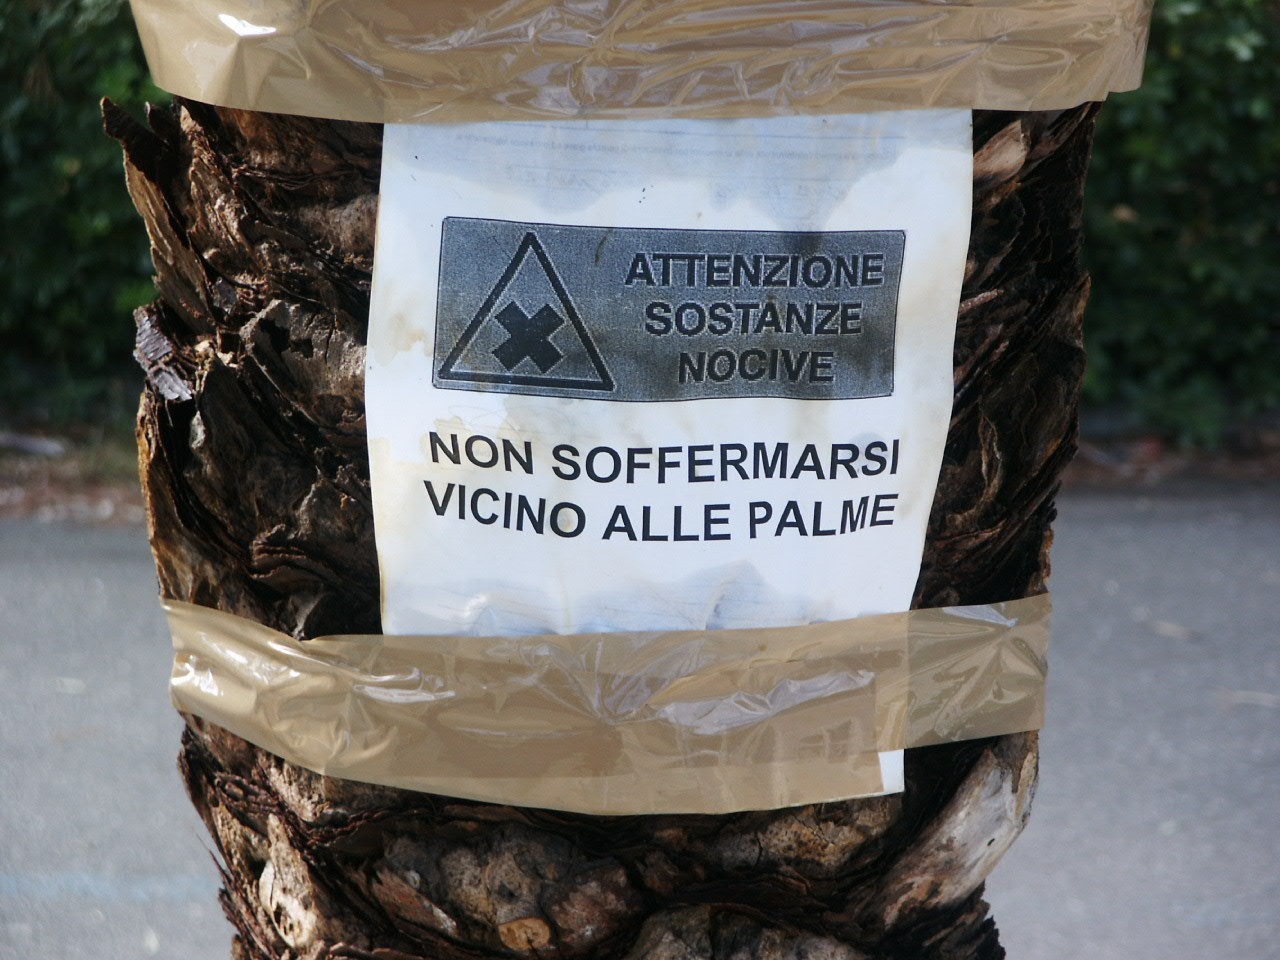 ATTENZIONE
SOSTANZE
NOCIVE
NON SOFFERMARSI
VICINO ALLE PALME